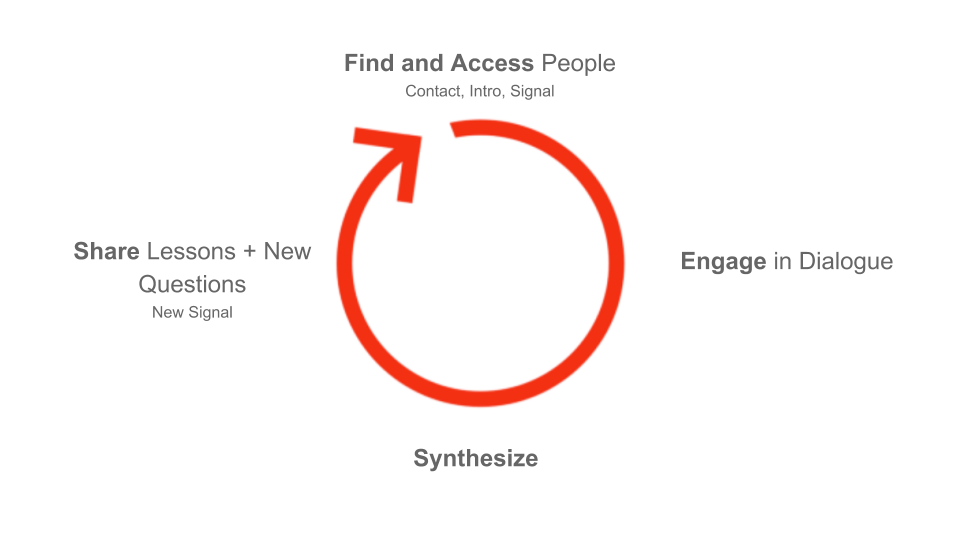 Find and Access People
Contact, Intro, Signal
Share Lessons + New
Questions
New Signal
Engage in Dialogue
Synthesize